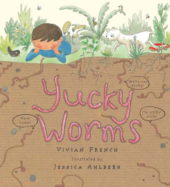 Yucky
Worms
Vivian French
Illustrated by
Jessica Ahlberg